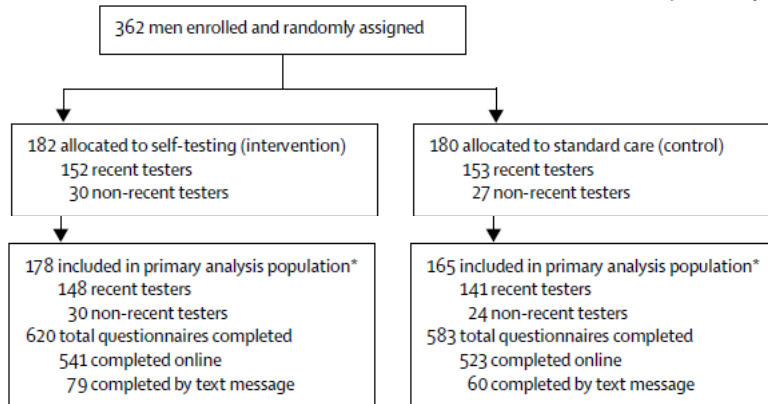 362 men enrolled and randomly assigned
182 allocated to self-testing (intervention)
152 recent testers
30 non-recent testers
180 allocated to standard care (control)
153 recent testers
27 non-recent testers
178 included in primary analysis population*
148 recent testers
30 non-recent testers
620 total questionnaires completed
541 completed online
79 completed by text message
165 included in primary analysis population*
141 recent testers
24 non-recent testers
583 total questionnaires completed
523 completed online
60 completed by text message